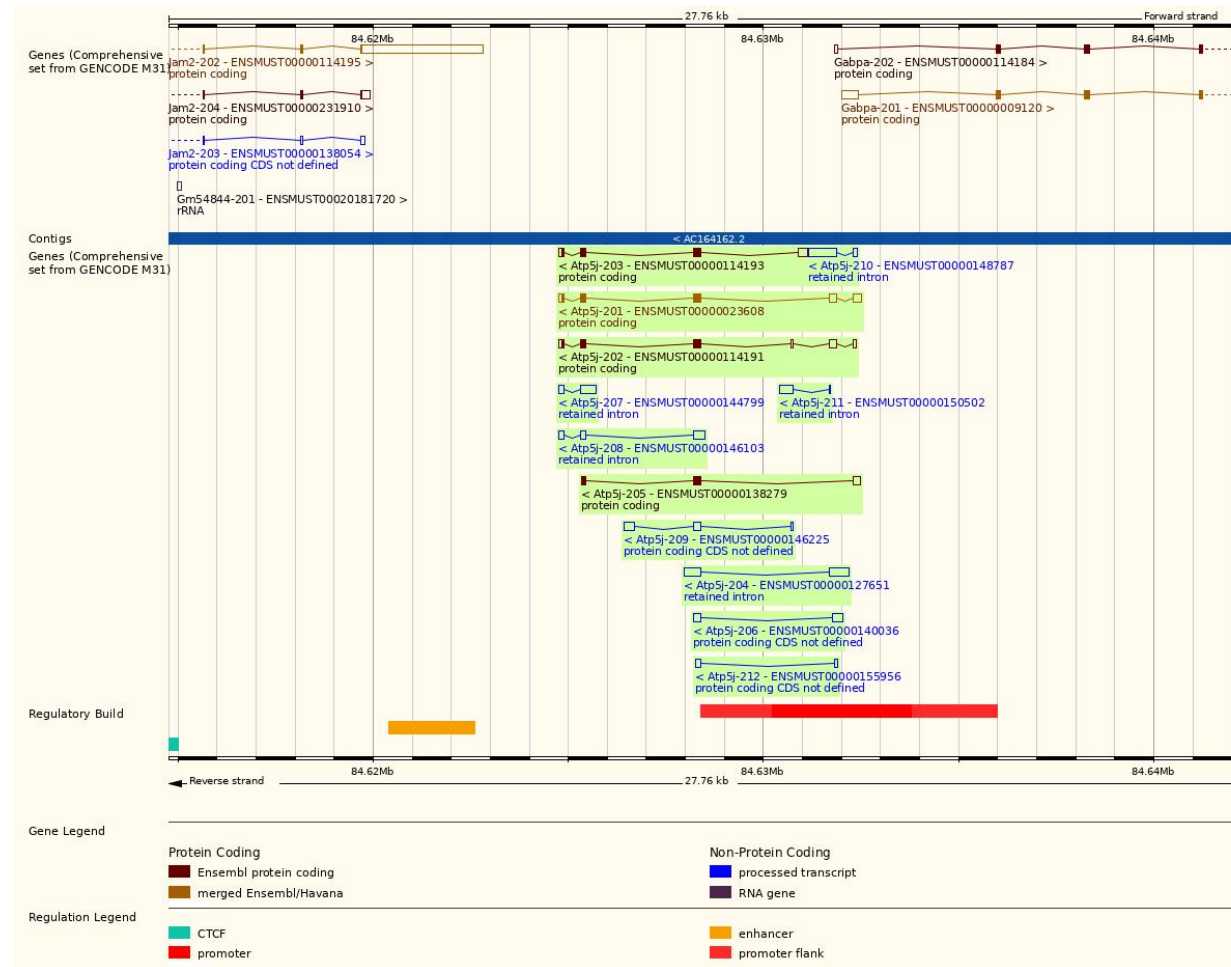 27.76 kb
Forward strand
84.62Mb 84.63Mb 84.64Mb
Genes (Comprehensive
set from GENCODE M31)
Jam2-202 - ENSMUST00000114195 >
protein coding
Gabpa-202 - ENSMUST00000114184 >
protein coding
Jam2-204 - ENSMUST00000231910 >
protein coding
Gabpa-201 - ENSMUST00000009120 >
protein coding
Jam2-203 - ENSMUST00000138054 >
protein coding CDS not defined
Gm54844-201 - ENSMUST00020181720 >
rRNA
Contigs
< AC164162.2
Genes (Comprehensive
set from GENCODE M31)
< Atp5j-203 - ENSMUST00000114193
protein coding
< Atp5j-210 - ENSMUST00000148787
retained intron
< Atp5j-201 - ENSMUST00000023608
protein coding
< Atp5j-202 - ENSMUST00000114191
protein coding
< Atp5j-207 - ENSMUST00000144799
retained intron
< Atp5j-211 - ENSMUST00000150502
retained intron
< Atp5j-208 - ENSMUST00000146103
retained intron
< Atp5j-205 - ENSMUST00000138279
protein coding
< Atp5j-209 - ENSMUST00000146225
protein coding CDS not defined
< Atp5j-204 - ENSMUST00000127651
retained intron
< Atp5j-206 - ENSMUST00000140036
protein coding CDS not defined
< Atp5j-212 - ENSMUST00000155956
protein coding CDS not defined
Regulatory Build
84.62Mb 84.63Mb 84.64Mb
Reverse strand
27.76 kb
Gene Legend
Protein Coding
Non-Protein Coding
Ensembl protein coding
processed transcript
merged Ensembl/Havana
RNA gene
Regulation Legend
CTCF
enhancer
promoter
promoter flank